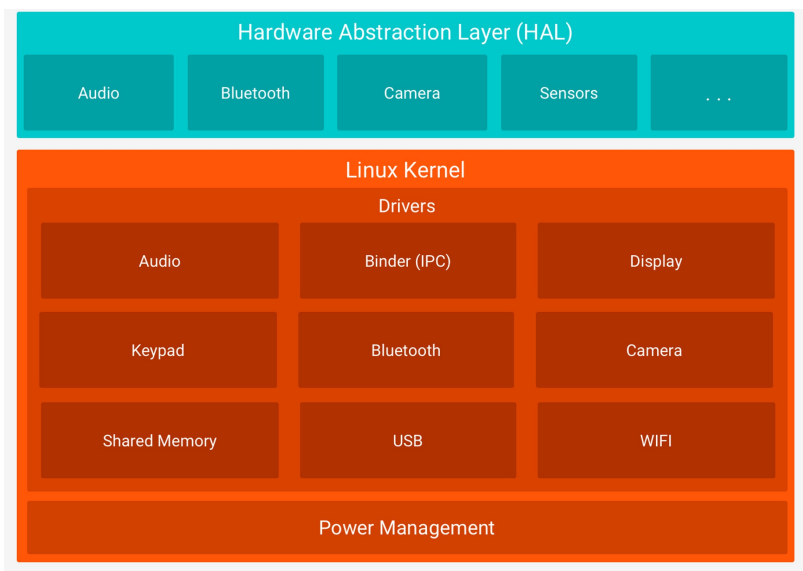 Hardware Abstraction Layer (HAL)
Audio
Bluetooth
Camera
Sensors
...
Linux Kernel
Drivers
Audio
Binder (IPC)
Display
Keypad
Bluetooth
Camera
Shared Memory
USB
WIFI
Power Management